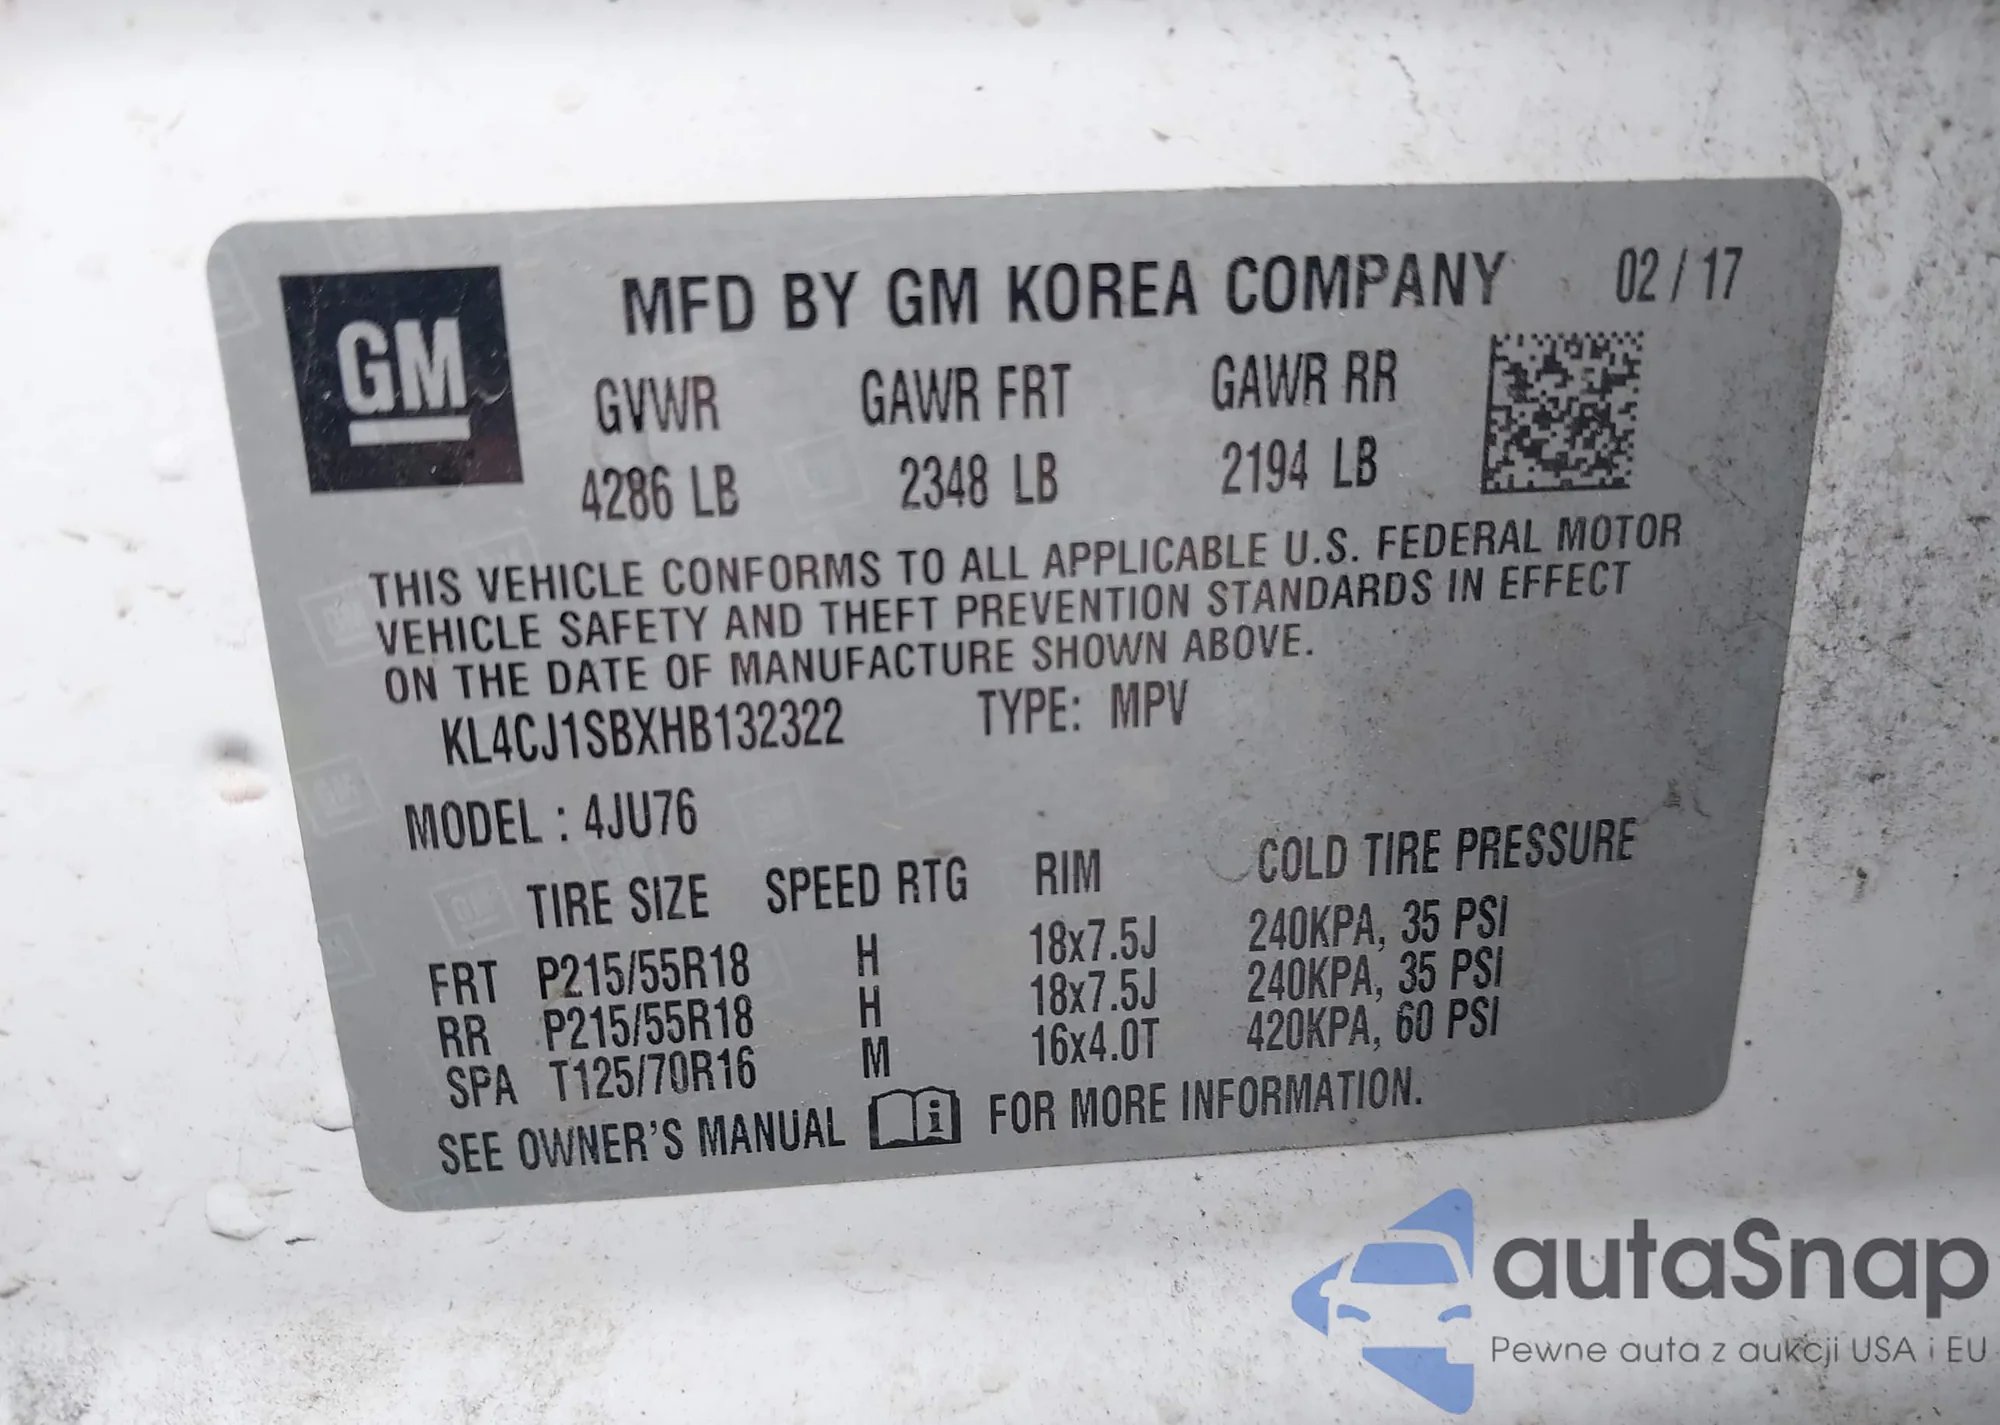 GM
MFD BY GM KOREA COMPANY 02 / 17
GVWR GAWR FRT GAWR RR
4286 LB 2348 LB 2194 LB
THIS VEHICLE CONFORMS TO ALL APPLICABLE U.S. FEDERAL MOTOR
VEHICLE SAFETY AND THEFT PREVENTION STANDARDS IN EFFECT
ON THE DATE OF MANUFACTURE SHOWN ABOVE.
KL4CJ1SBXHB132322 TYPE: MPV
MODEL : 4JU76
TIRE SIZE SPEED RTG RIM COLD TIRE PRESSURE
FRT P215/55R18 H 18x7.5J 240KPA, 35 PSI
RR P215/55R18 H 18x7.5J 240KPA, 35 PSI
SPA T125/70R16 M 16x4.0T 420KPA, 60 PSI
SEE OWNER'S MANUAL i FOR MORE INFORMATION.
autaSnap
Pewne auta z aukcji USA i EU